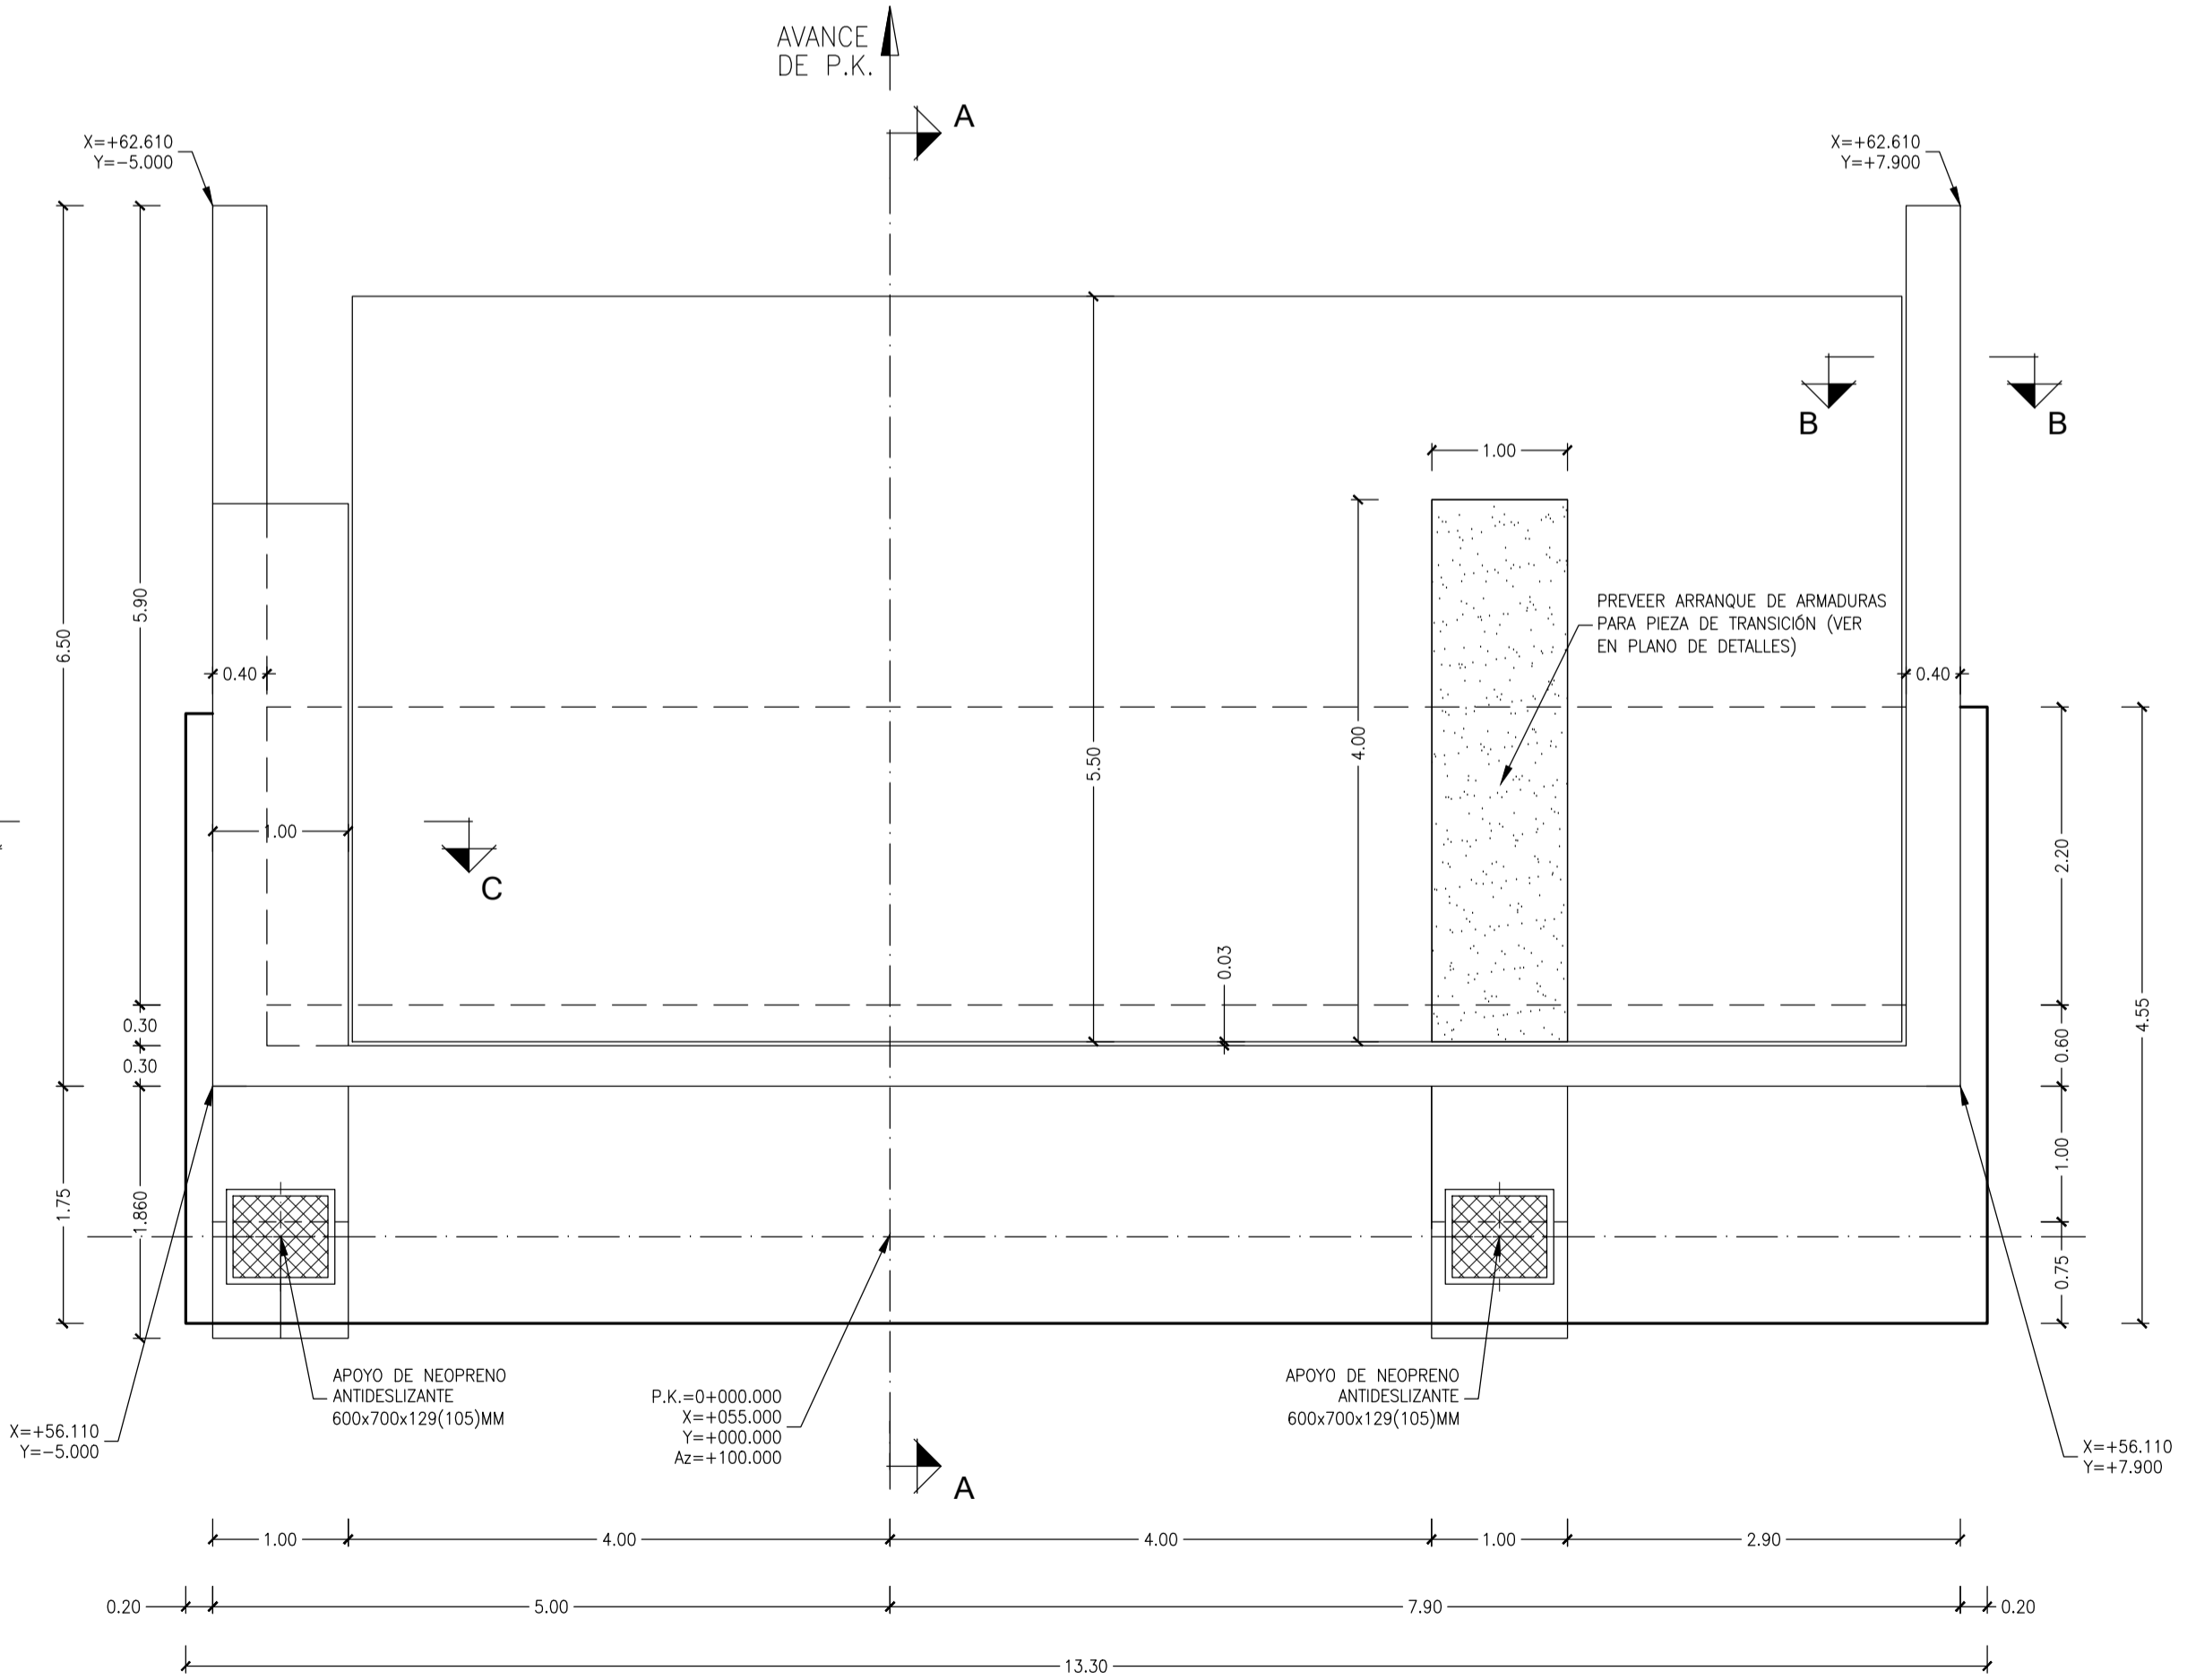 AVANCE
DE P.K.
A
X=+62.610
Y=-5.000
X=+62.610
Y=+7.900
B
B
1.00
5.90
6.50
PREVEER ARRANQUE DE ARMADURAS
PARA PIEZA DE TRANSICIÓN (VER
EN PLANO DE DETALLES)
0.40
0.40
5.50
4.00
1.00
C
2.20
0.03
4.55
0.30
0.30
0.60
1.00
1.75
1.860
0.75
APOYO DE NEOPRENO
ANTIDESLIZANTE
600x700x129(105)MM
P.K.=0+000.000
X=+055.000
Y=+000.000
Az=+100.000
APOYO DE NEOPRENO
ANTIDESLIZANTE
600x700x129(105)MM
X=+56.110
Y=-5.000
X=+56.110
Y=+7.900
A
1.00
4.00
4.00
1.00
2.90
0.20
5.00
7.90
0.20
13.30